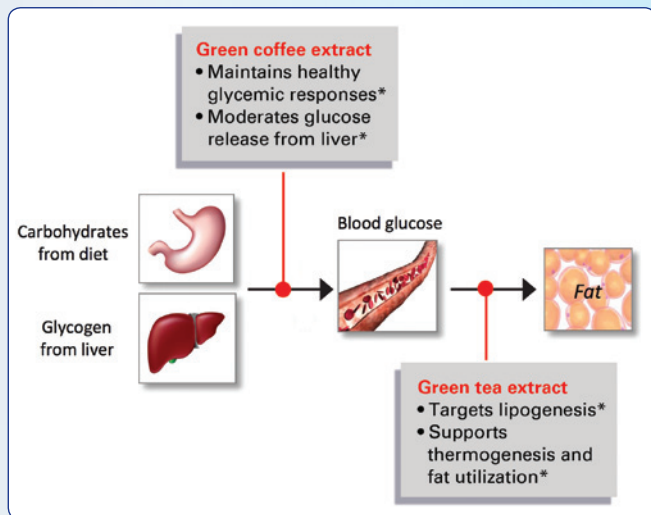 Green coffee extract
• Maintains healthy
glycemic responses*
• Moderates glucose
release from liver*
Carbohydrates
from diet
Blood glucose
Fat
Glycogen
from liver
Green tea extract
• Targets lipogenesis*
• Supports
thermogenesis and
fat utilization*